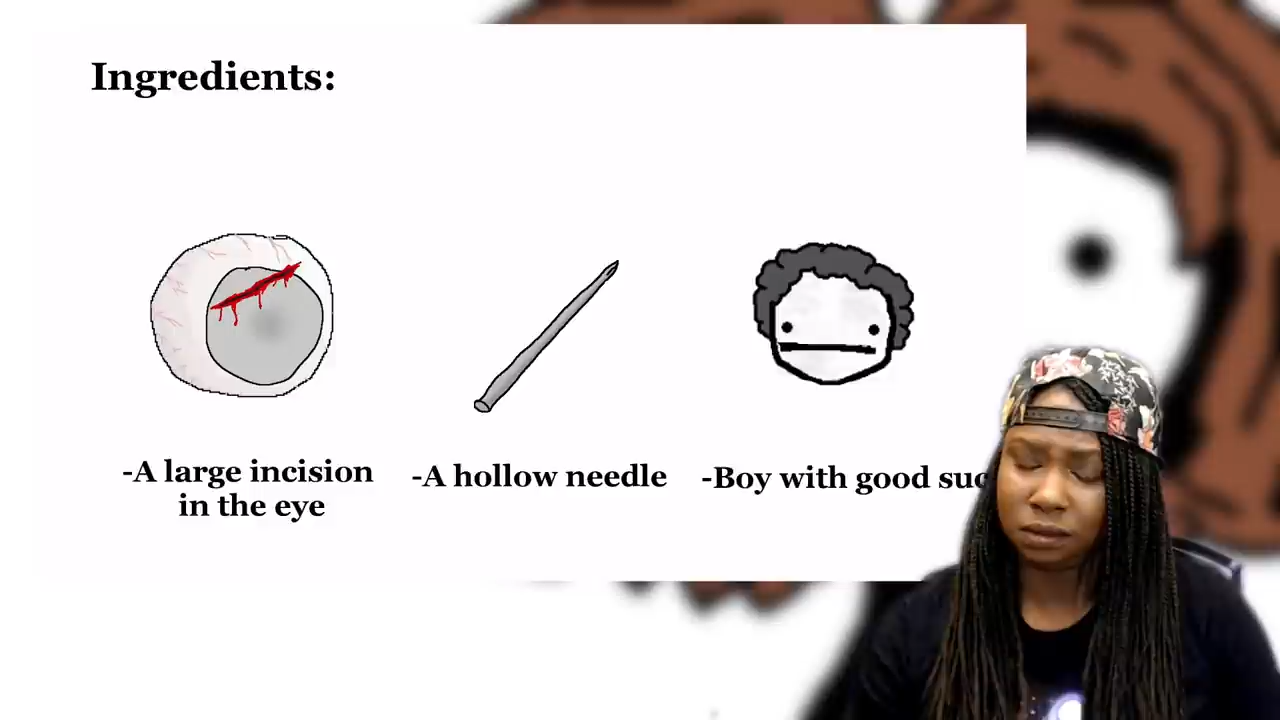 Ingredients:
-A large incision
in the eye
-A hollow needle
-Boy with good